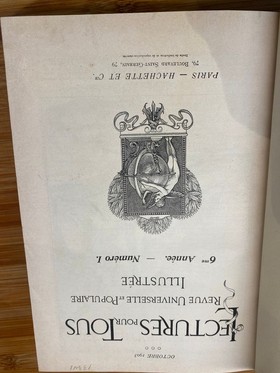 OCTOBRE 1903
LECTURES POUR TOUS
REVUE UNIVERSELLE ET POPULAIRE
ILLUSTRÉE
6me Année. — Numéro 1.
PARIS — HACHETTE ET Cie
79, BOULEVARD SAINT-GERMAIN, 79